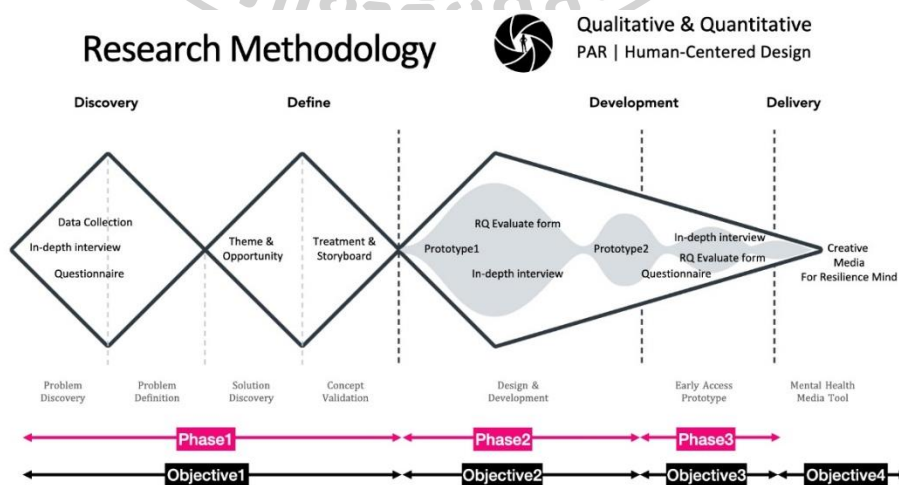 Research Methodology
Qualitative & Quantitative
PAR | Human-Centered Design
Discovery
Define
Development
Delivery
Data Collection
In-depth interview
Questionnaire
Theme &
Opportunity
Treatment &
Storyboard
Prototype1
RQ Evaluate form
In-depth interview
Prototype2
In-depth interview
RQ Evaluate form
Questionnaire
Creative
Media
For Resilience Mind
Problem
Discovery
Problem
Definition
Solution
Discovery
Concept
Validation
Design &
Development
Early Access
Prototype
Mental Health
Media Tool
Phase1
Phase2
Phase3
Objective1
Objective2
Objective3
Objective4